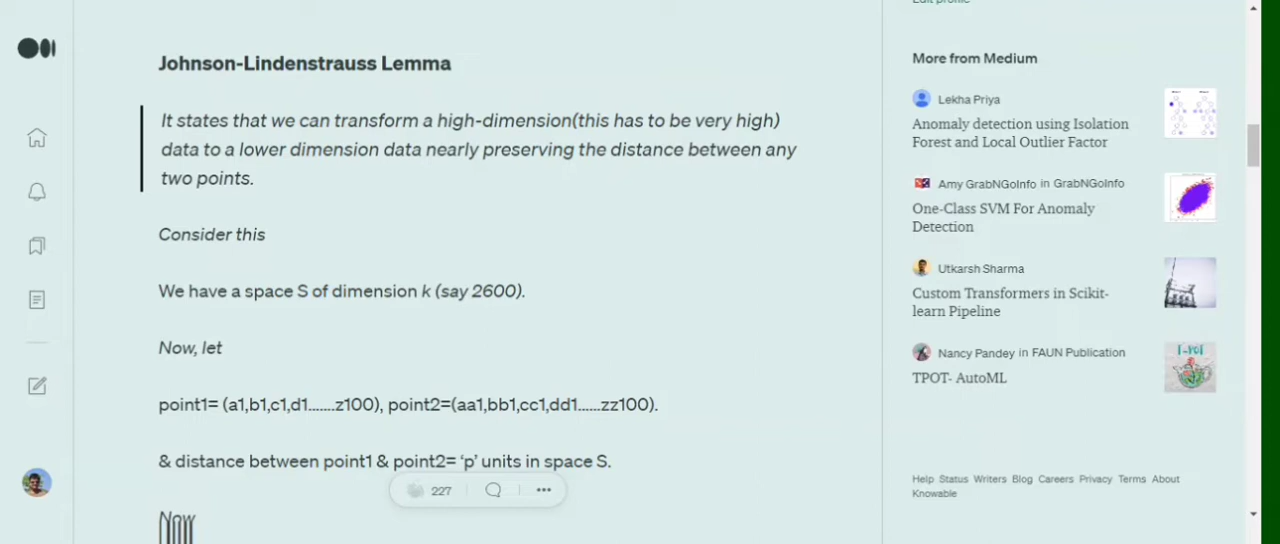 Edit profile
Johnson-Lindenstrauss Lemma
It states that we can transform a high-dimension(this has to be very high)
data to a lower dimension data nearly preserving the distance between any
two points.
Consider this
We have a space S of dimension k (say 2600).
Now, let
point1= (a1,b1,c1,d1.......z100), point2=(aa1,bb1,cc1,dd1......zz100).
& distance between point1 & point2= ‘p’ units in space S.
227
Now
More from Medium
Lekha Priya
Anomaly detection using Isolation
Forest and Local Outlier Factor
Amy GrabNGoInfo in GrabNGoInfo
One-Class SVM For Anomaly
Detection
Utkarsh Sharma
Custom Transformers in Scikit-
learn Pipeline
Nancy Pandey in FAUN Publication
TPOT- AutoML
T-POT
Help Status Writers Blog Careers Privacy Terms About
Knowable